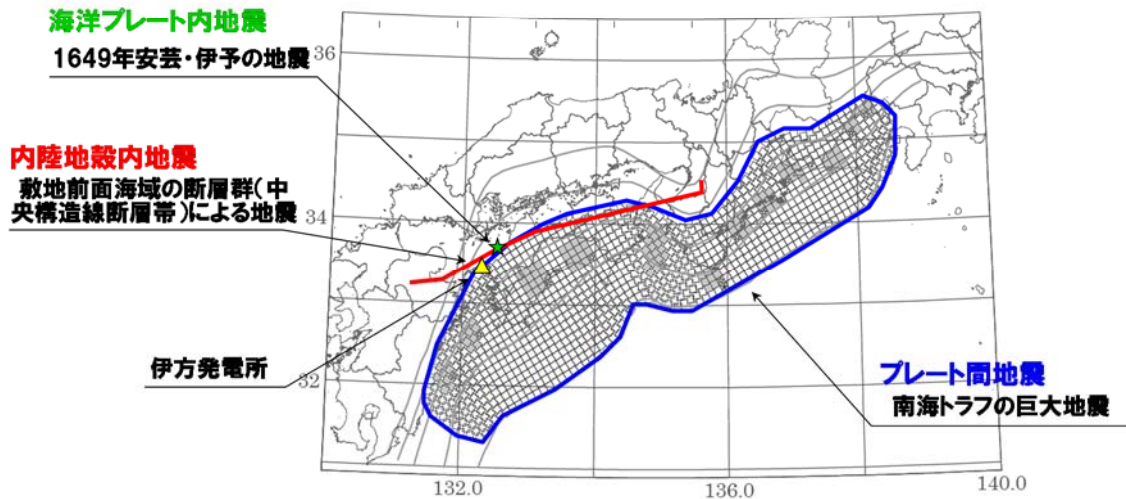 海洋プレート内地震
1649年安芸・伊予の地震
内陸地殻内地震
敷地前面海域の断層群(中
央構造線断層帯)による地震
伊方発電所
プレート間地震
南海トラフの巨大地震
36
34
32
132.0
136.0
140.0